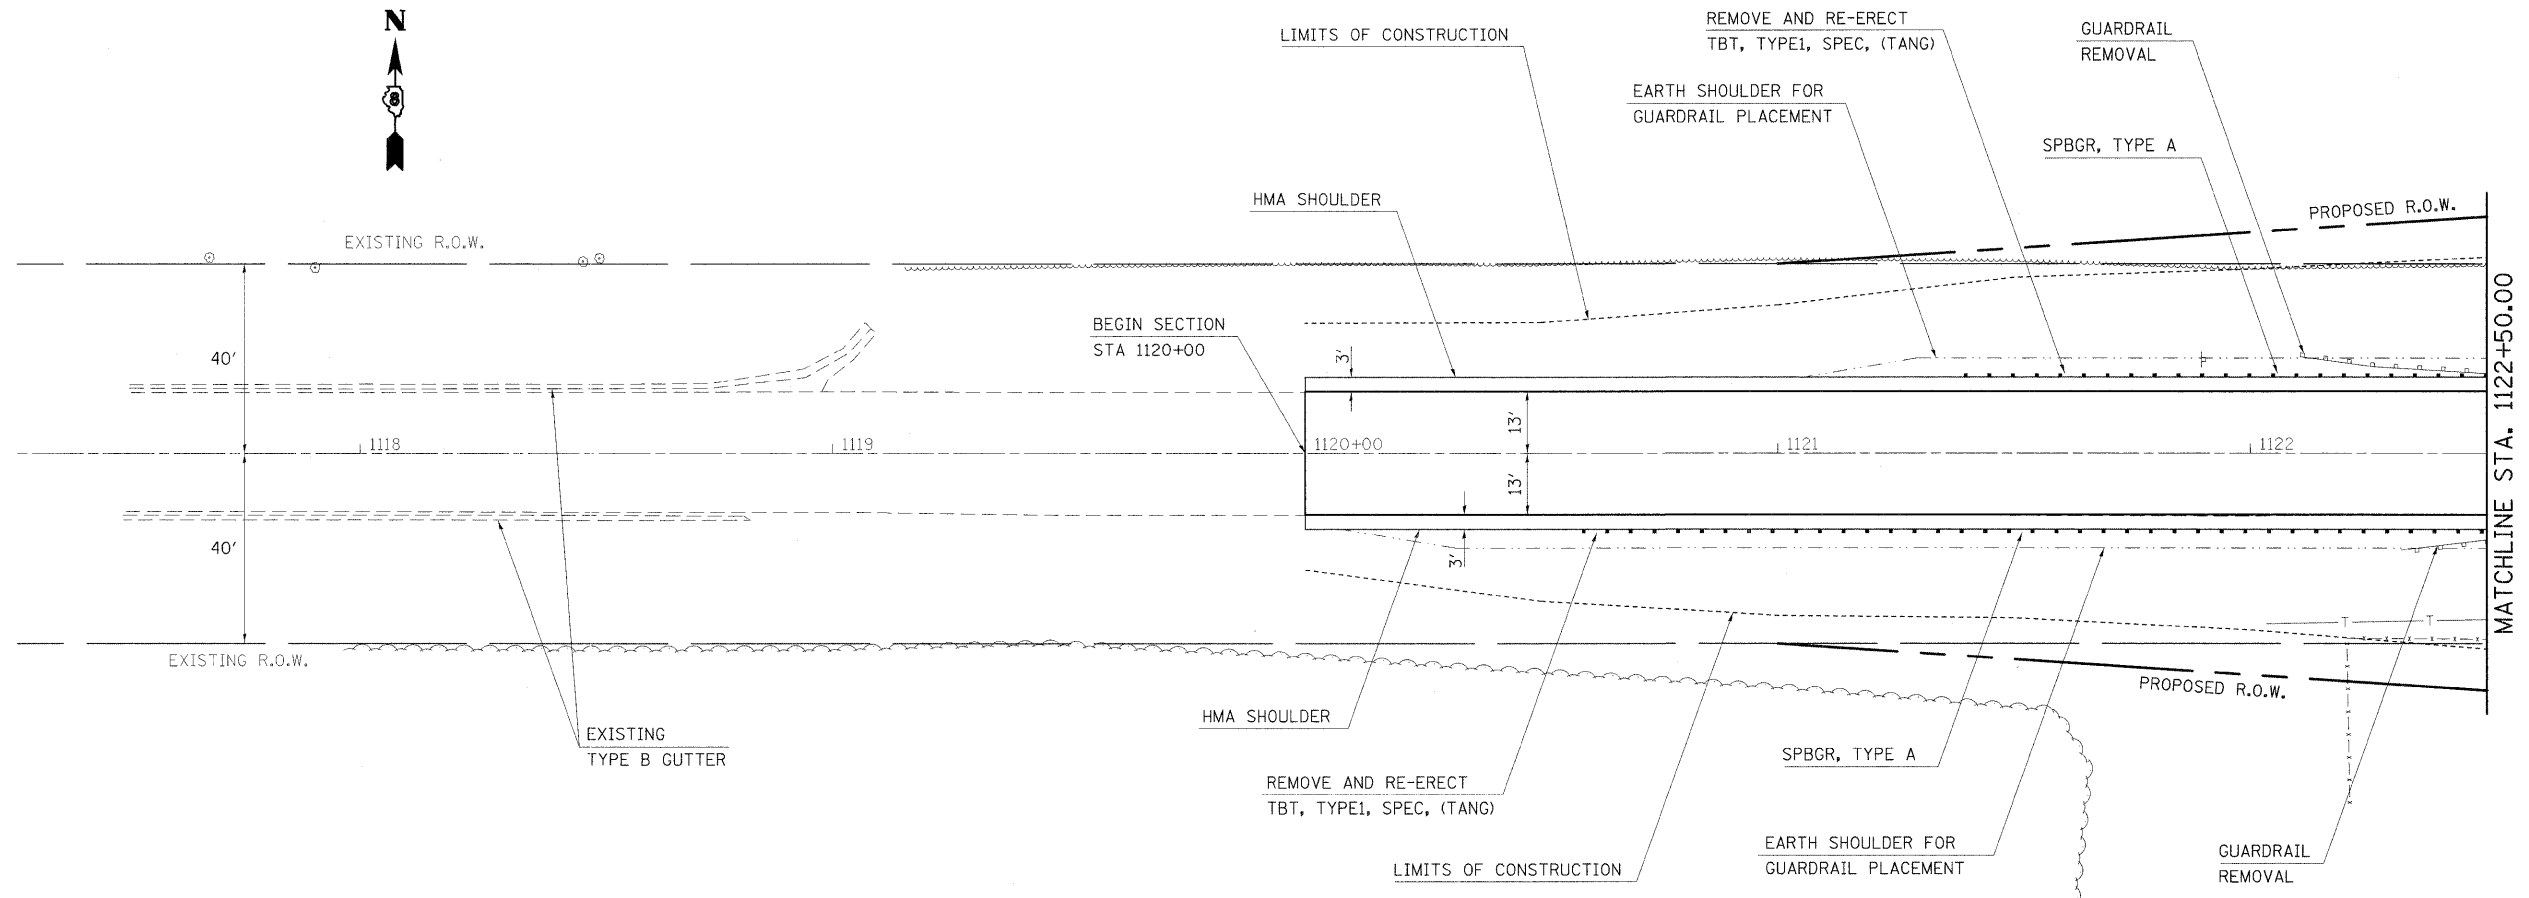 N
8
LIMITS OF CONSTRUCTION
REMOVE AND RE-ERECT
TBT, TYPE1, SPEC, (TANG)
GUARDRAIL
REMOVAL
EARTH SHOULDER FOR
GUARDRAIL PLACEMENT
SPBGR, TYPE A
HMA SHOULDER
PROPOSED R.O.W.
EXISTING R.O.W.
BEGIN SECTION
STA 1120+00
40'
3'
13'
1118
1119
1120+00
1121
1122
13'
40'
3'
MATCHLINE STA. 1122+50.00
T
T
EXISTING R.O.W.
PROPOSED R.O.W.
HMA SHOULDER
EXISTING
TYPE B GUTTER
SPBGR, TYPE A
REMOVE AND RE-ERECT
TBT, TYPE1, SPEC, (TANG)
EARTH SHOULDER FOR
GUARDRAIL PLACEMENT
LIMITS OF CONSTRUCTION
GUARDRAIL
REMOVAL